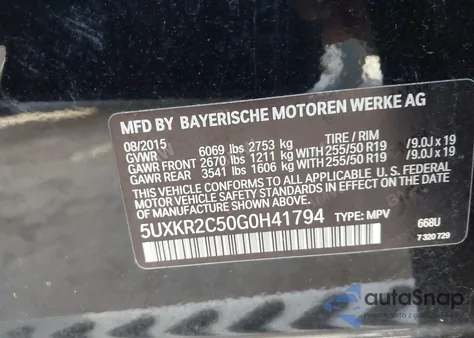 MFD BY BAYERISCHE MOTOREN WERKE AG
08/2015 TIRE / RIM
GVWR 6069 lbs 2753 kg
GAWR FRONT 2670 lbs 1211 kg WITH 255/50 R19 /9.0J x 19
GAWR REAR 3541 lbs 1606 kg WITH 255/50 R19 /9.0J x 19
THIS VEHICLE CONFORMS TO ALL APPLICABLE U.S. FEDERAL
MOTOR VEHICLE SAFETY STANDARDS IN EFFECT ON THE DATE
OF MANUFACTURE SHOWN ABOVE.
5UXKR2C50G0H41794 TYPE: MPV 668U
7 320 729
autoSnap